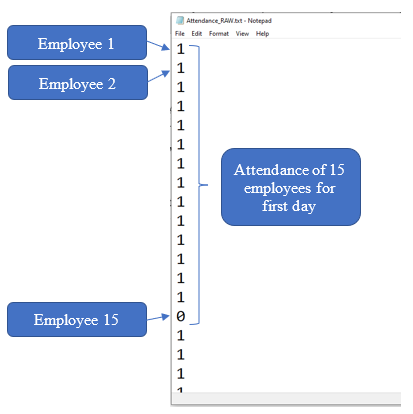 Attendance_RAW.txt - Notepad
File Edit Format View Help
Employee 1
Employee 2
Employee 15
1
1
1
1
1
1
1
1
1
1
1
1
1
1
0
1
1
1
1
Attendance of 15
employees for
first day